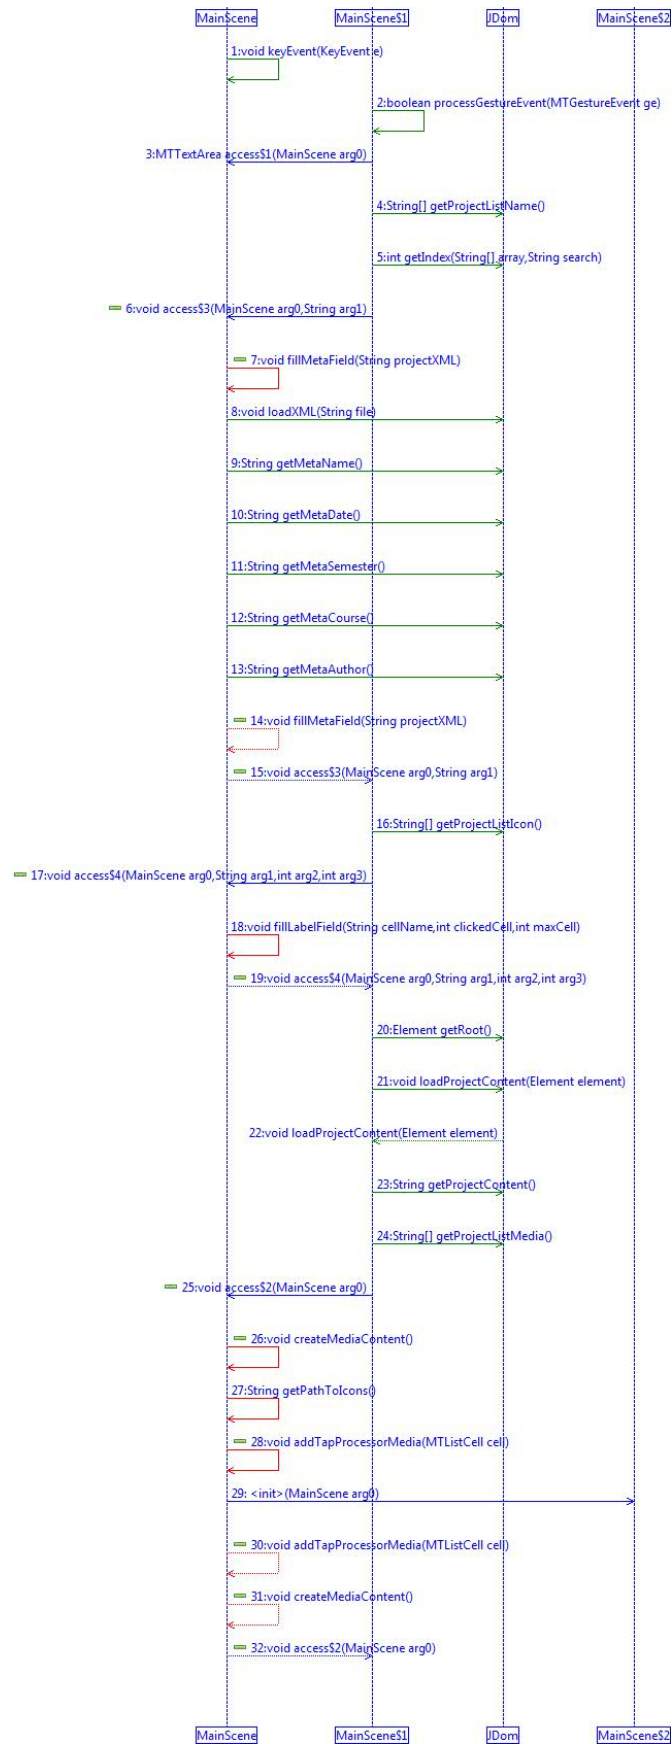 MainScene MainScene$1 JDom MainScene$2
1:void keyEvent(KeyEvent e)
2:boolean processGestureEvent(MTGestureEvent ge)
3:MTTextArea access$1(MainScene arg0)
4:String[] getProjectListName()
5:int getIndex(String[] array,String search)
6:void access$3(MainScene arg0,String arg1)
7:void fillMetaField(String projectXML)
8:void loadXML(String file)
9:String getMetaName()
10:String getMetaDate()
11:String getMetaSemester()
12:String getMetaCourse()
13:String getMetaAuthor()
14:void fillMetaField(String projectXML)
15:void access$3(MainScene arg0,String arg1)
16:String[] getProjectListIcon()
17:void access$4(MainScene arg0,String arg1,int arg2,int arg3)
18:void fillLabelField(String cellName,int clickedCell,int maxCell)
19:void access$4(MainScene arg0,String arg1,int arg2,int arg3)
20:Element getRoot()
21:void loadProjectContent(Element element)
22:void loadProjectContent(Element element)
23:String getProjectContent()
24:String[] getProjectListMedia()
25:void access$2(MainScene arg0)
26:void createMediaContent()
27:String getPathToIcons()
28:void addTapProcessorMedia(MTListCell cell)
29: <init>(MainScene arg0)
30:void addTapProcessorMedia(MTListCell cell)
31:void createMediaContent()
32:void access$2(MainScene arg0)
MainScene MainScene$1 JDom MainScene$2